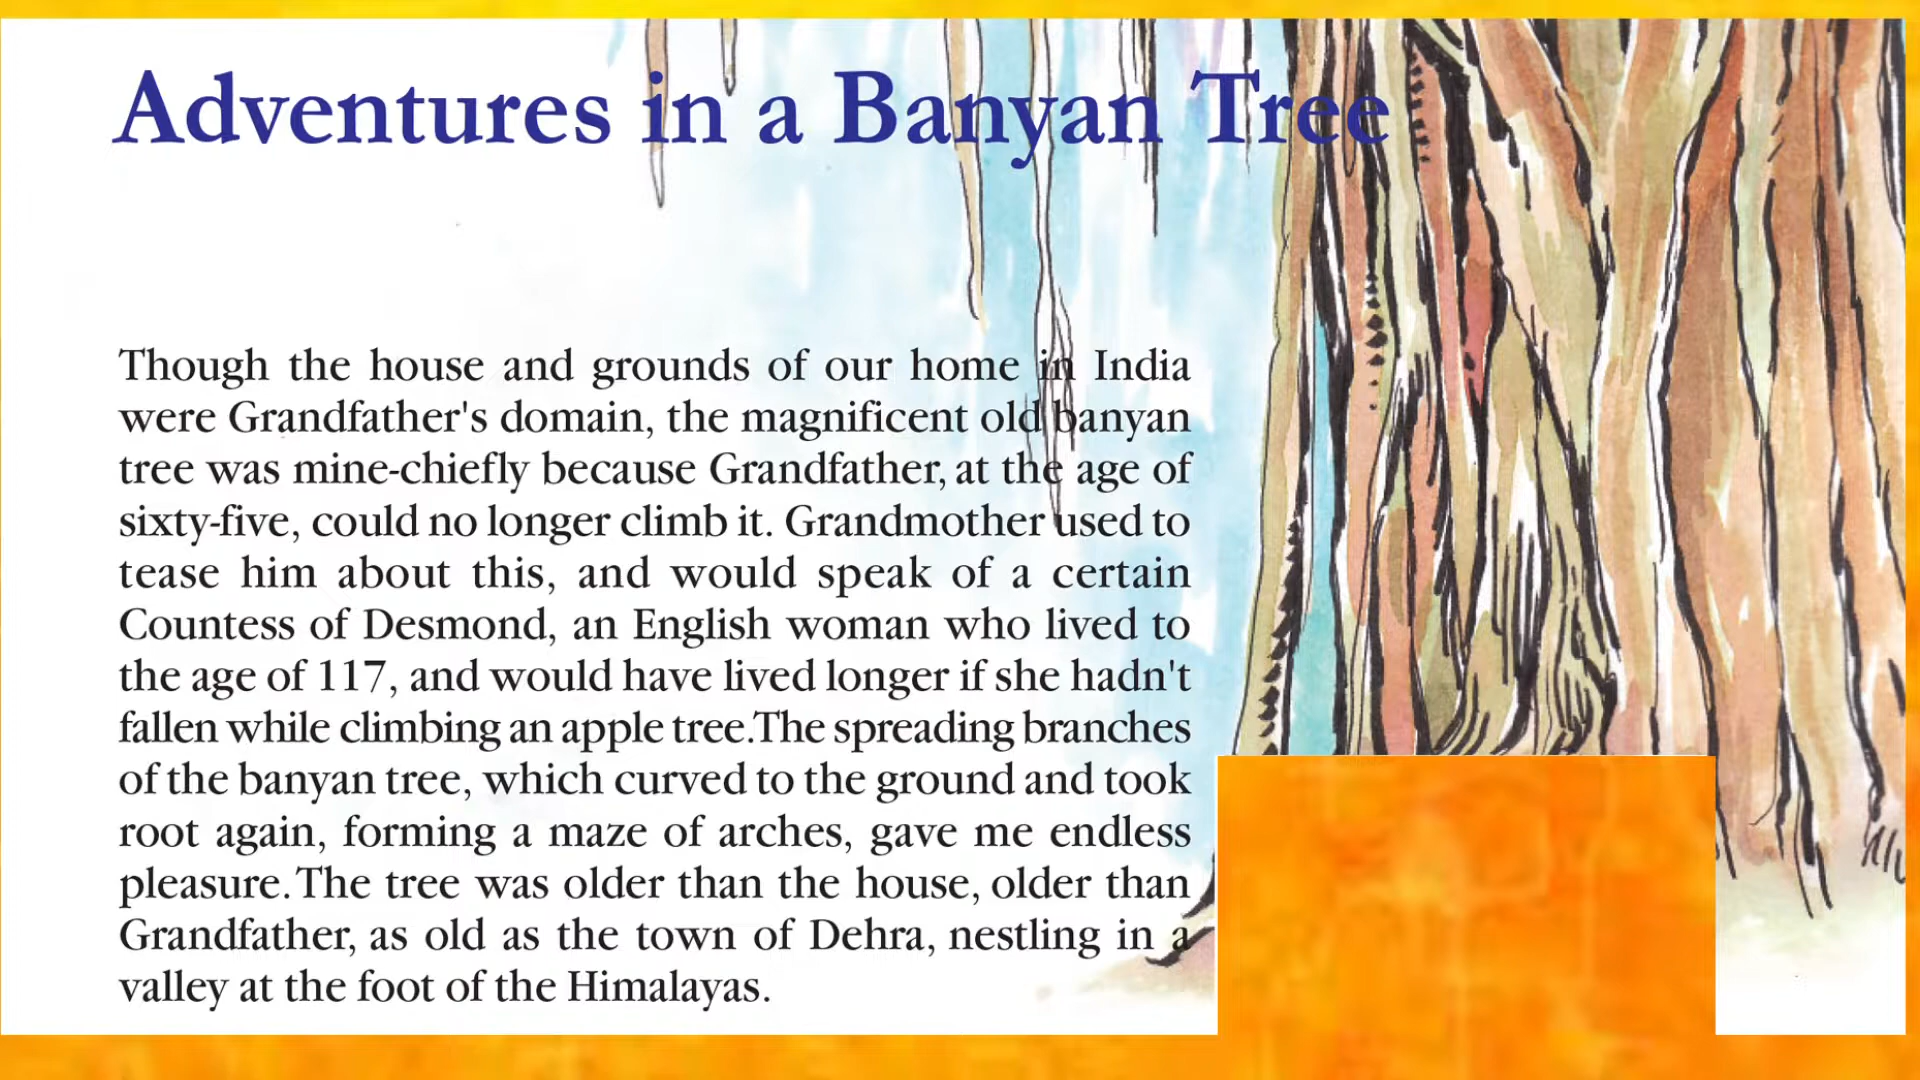 Adventures in a Banyan Tree
Though the house and grounds of our home in India
were Grandfather's domain, the magnificent old banyan
tree was mine-chiefly because Grandfather, at the age of
sixty-five, could no longer climb it. Grandmother used to
tease him about this, and would speak of a certain
Countess of Desmond, an English woman who lived to
the age of 117, and would have lived longer if she hadn't
fallen while climbing an apple tree.The spreading branches
of the banyan tree, which curved to the ground and took
root again, forming a maze of arches, gave me endless
pleasure.The tree was older than the house, older than
Grandfather, as old as the town of Dehra, nestling in a
valley at the foot of the Himalayas.